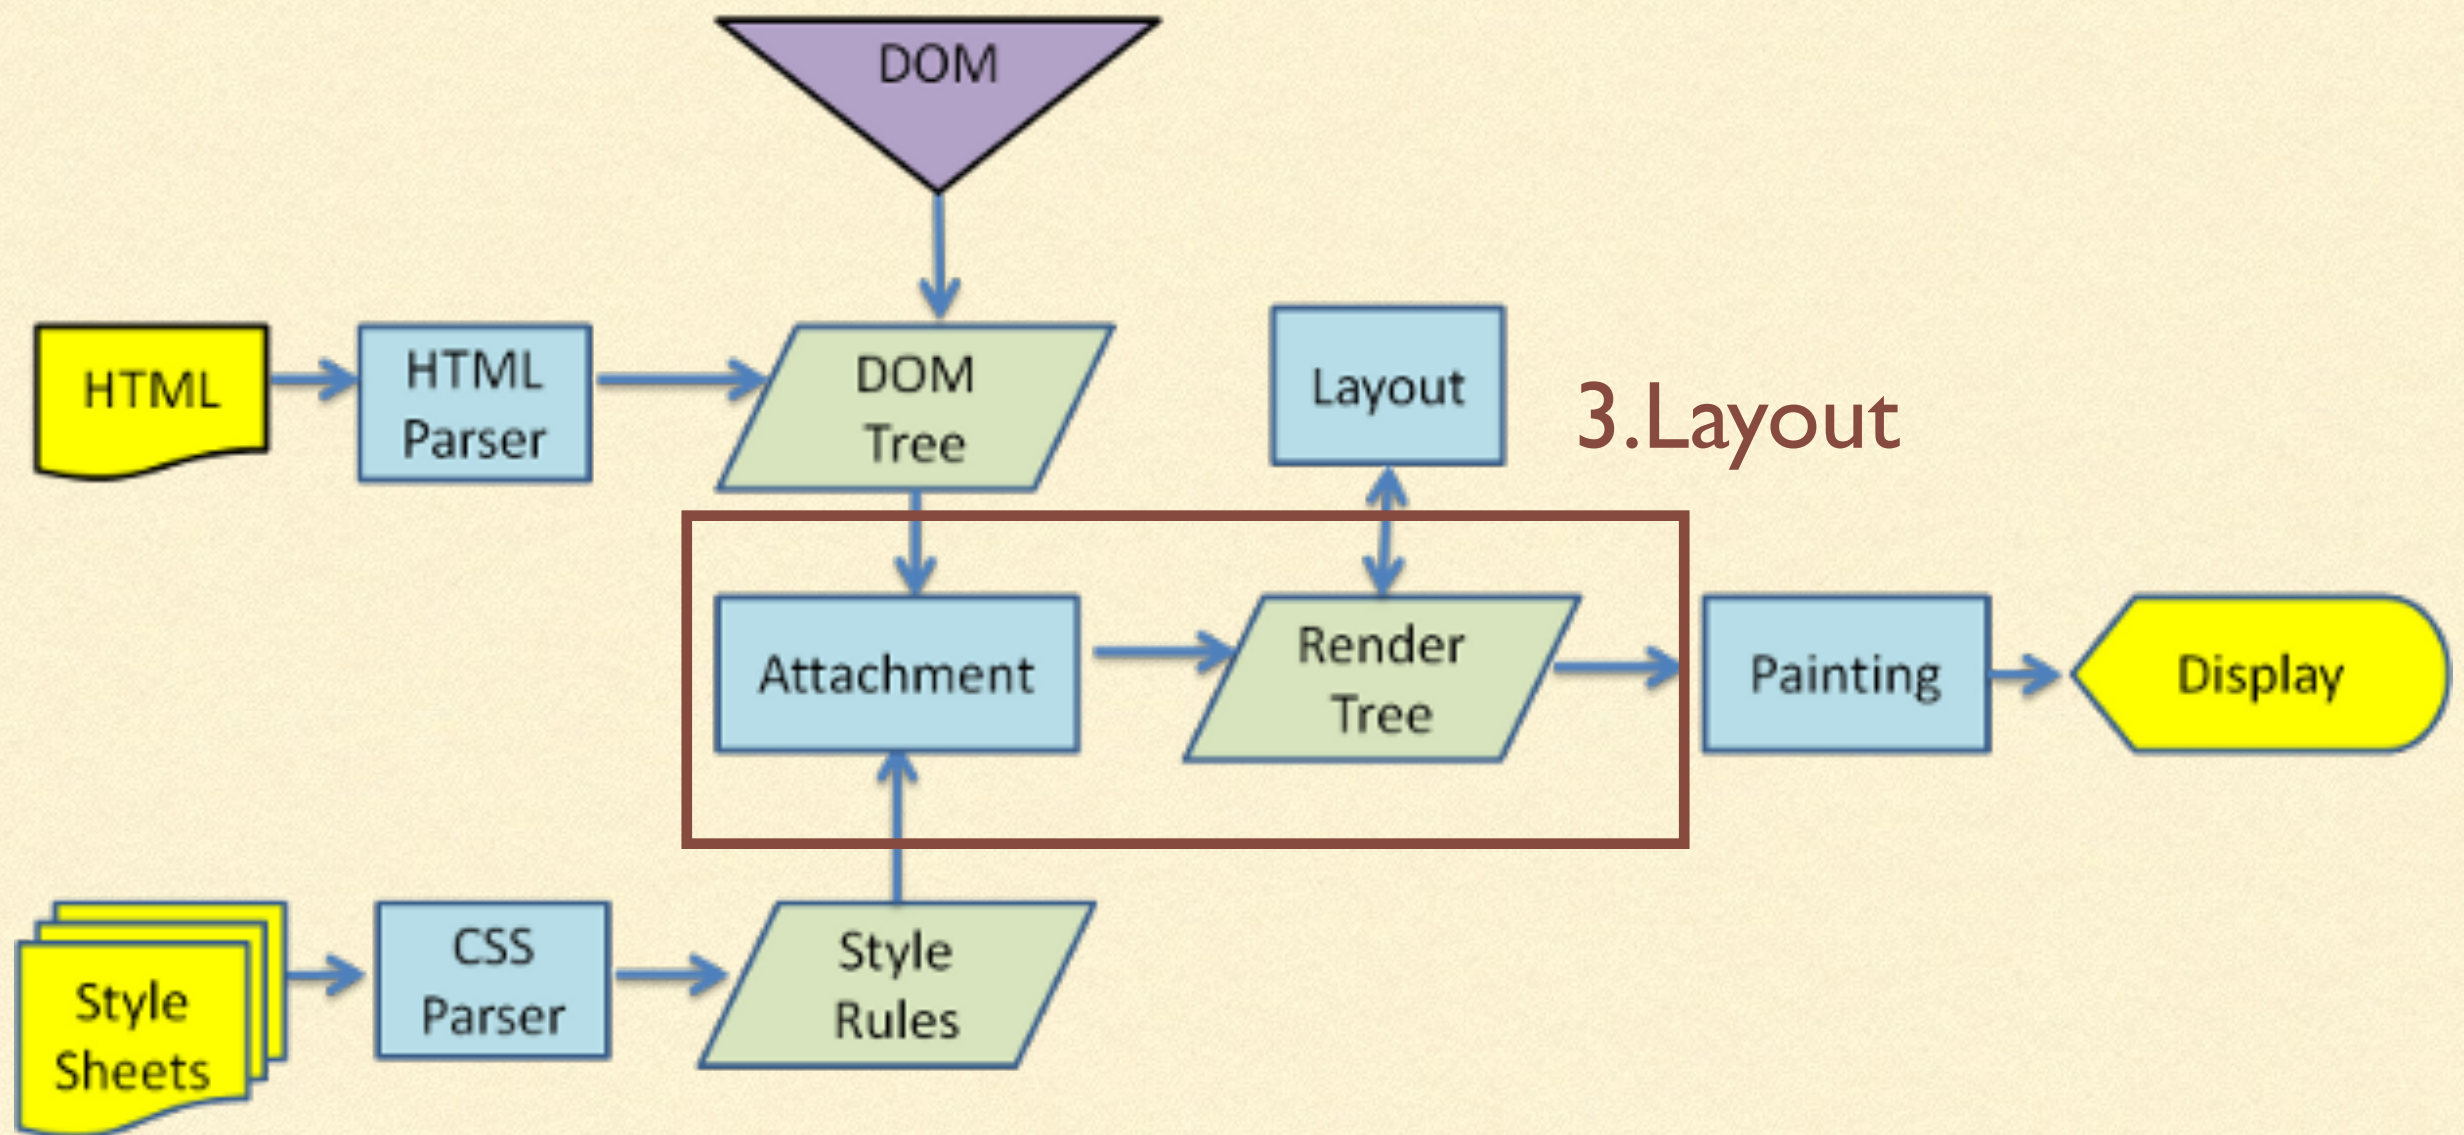 DOM
HTML
HTML
Parser
DOM
Tree
Layout
3.Layout
Attachment
Render
Tree
Painting
Display
Style
Sheets
CSS
Parser
Style
Rules